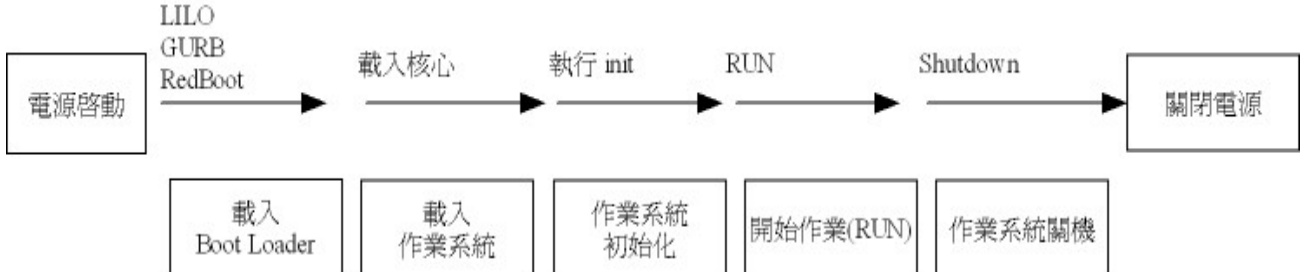 LILO
GURB
RedBoot
載入核心
執行 init
RUN
Shutdown
電源啓動
關閉電源
載入
Boot Loader
載入
作業系統
作業系統
初始化
開始作業(RUN)
作業系統關機